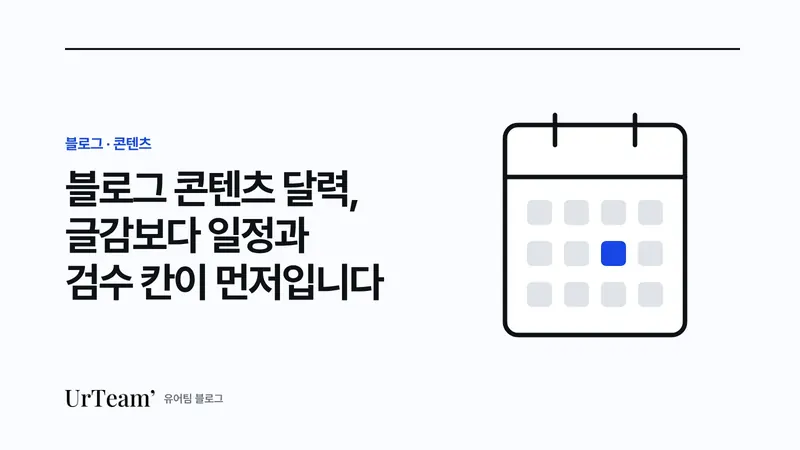 블로그 · 콘텐츠
블로그 콘텐츠 달력,
글감보다 일정과
검수 칸이 먼저입니다
UrTeam’ 유어팀 블로그